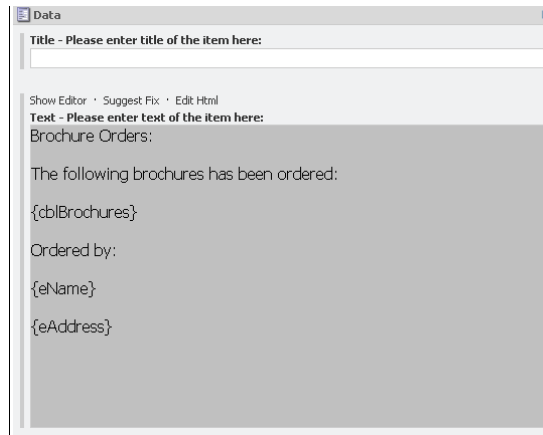 Data
Title - Please enter title of the item here:
Show Editor · Suggest Fix · Edit Html
Text - Please enter text of the item here:
Brochure Orders:
The following brochures has been ordered:
{cblBrochures}
Ordered by:
{eName}
{eAddress}